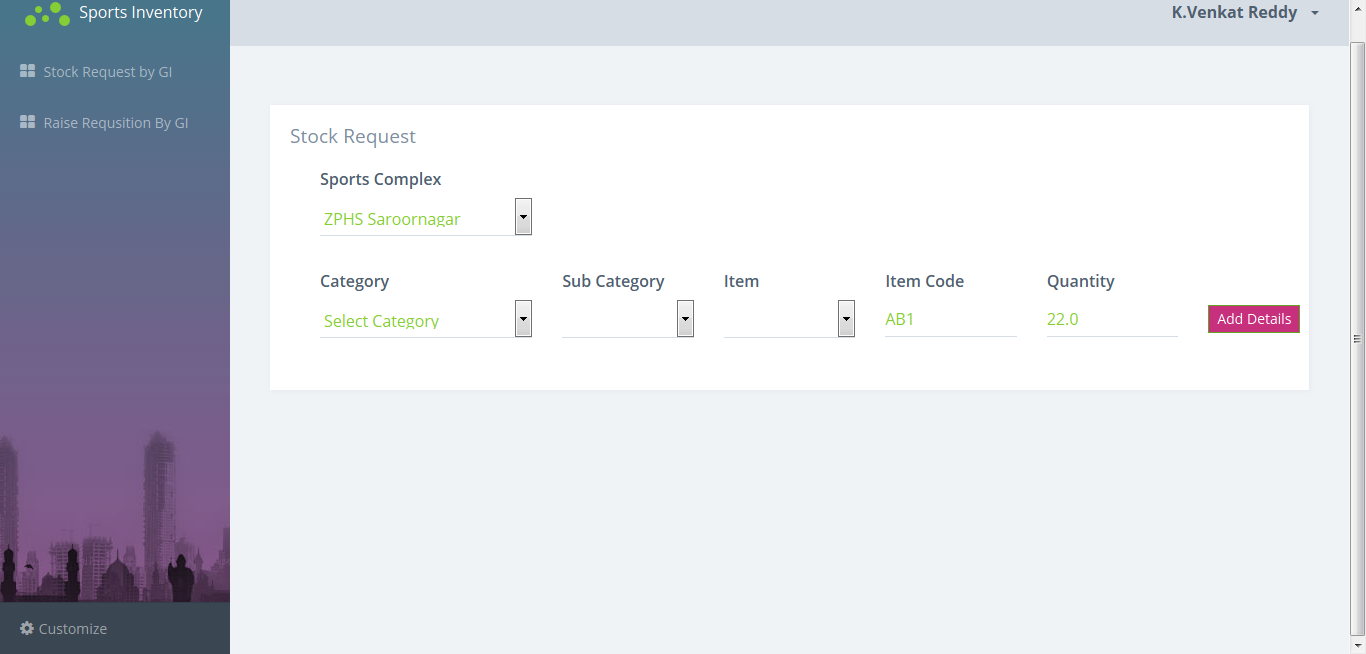 Sports Inventory
K.Venkat Reddy
Stock Request by GI
Raise Requsition By GI
Stock Request
Sports Complex
ZPHS Saroornagar
Category Sub Category Item Item Code Quantity
Select Category AB1 22.0 Add Details
Customize